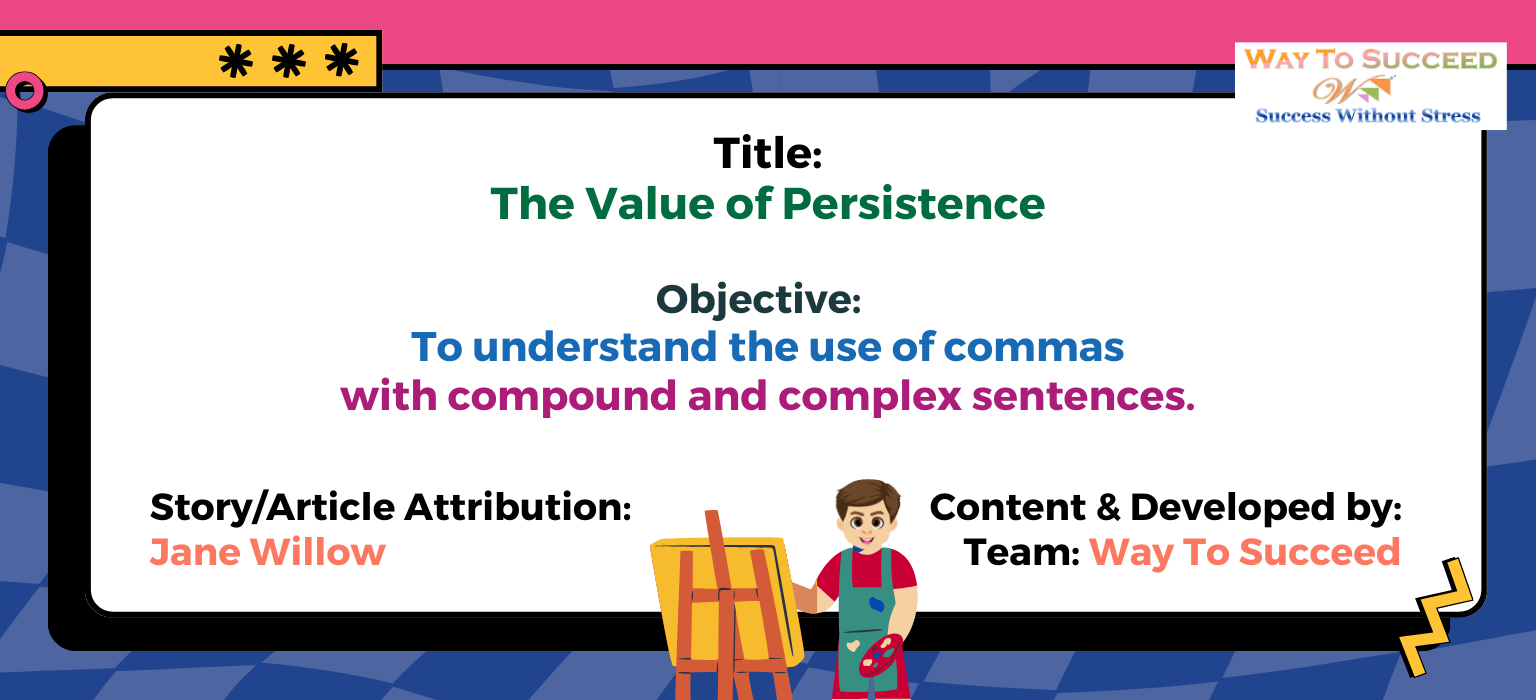 WAY TO SUCCEED
Success Without Stress
Title:
The Value of Persistence
Objective:
To understand the use of commas
with compound and complex sentences.
Story/Article Attribution:
Jane Willow
Content & Developed by:
Team: Way To Succeed